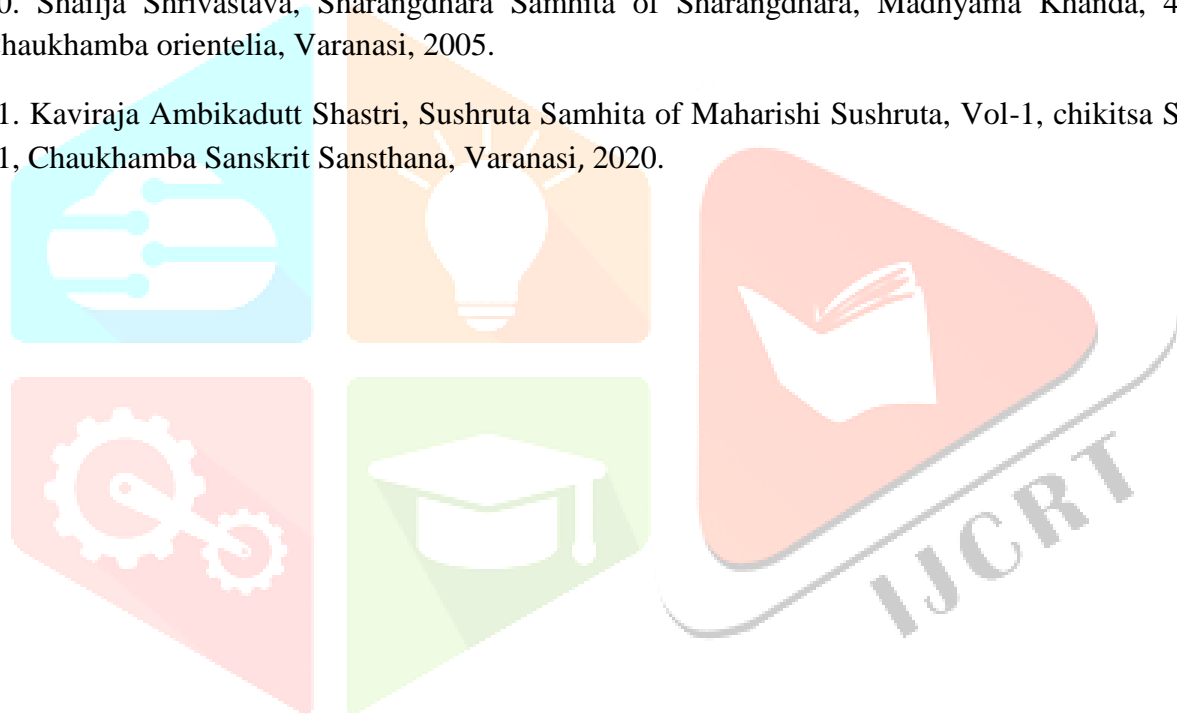 0. Shailja Shrivastava, Sharangdhara Samhita of Sharangdhara, Madhyama Khanda, 4
haukhamba orientelia, Varanasi, 2005.
1. Kaviraja Ambikadutt Shastri, Sushruta Samhita of Maharishi Sushruta, Vol-1, chikitsa S
1, Chaukhamba Sanskrit Sansthana, Varanasi, 2020.
IJCRT